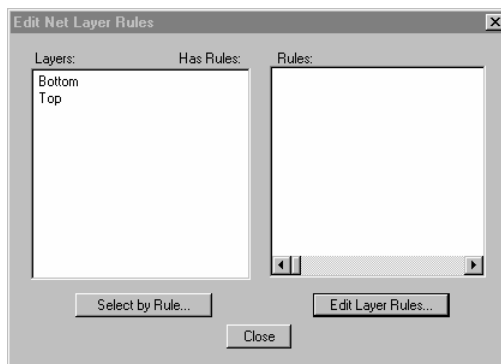 Edit Net Layer Rules
Layers: Has Rules: Rules:
Bottom
Top
Select by Rule... Edit Layer Rules...
Close